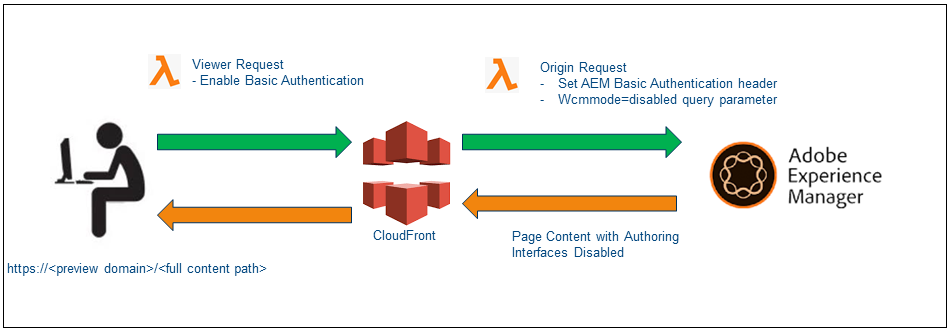 Viewer Request
- Enable Basic Authentication
Origin Request
- Set AEM Basic Authentication header
- Wcmmode=disabled query parameter
Adobe
Experience
Manager
CloudFront
Page Content with Authoring
Interfaces Disabled
https://<preview domain>/<full content path>